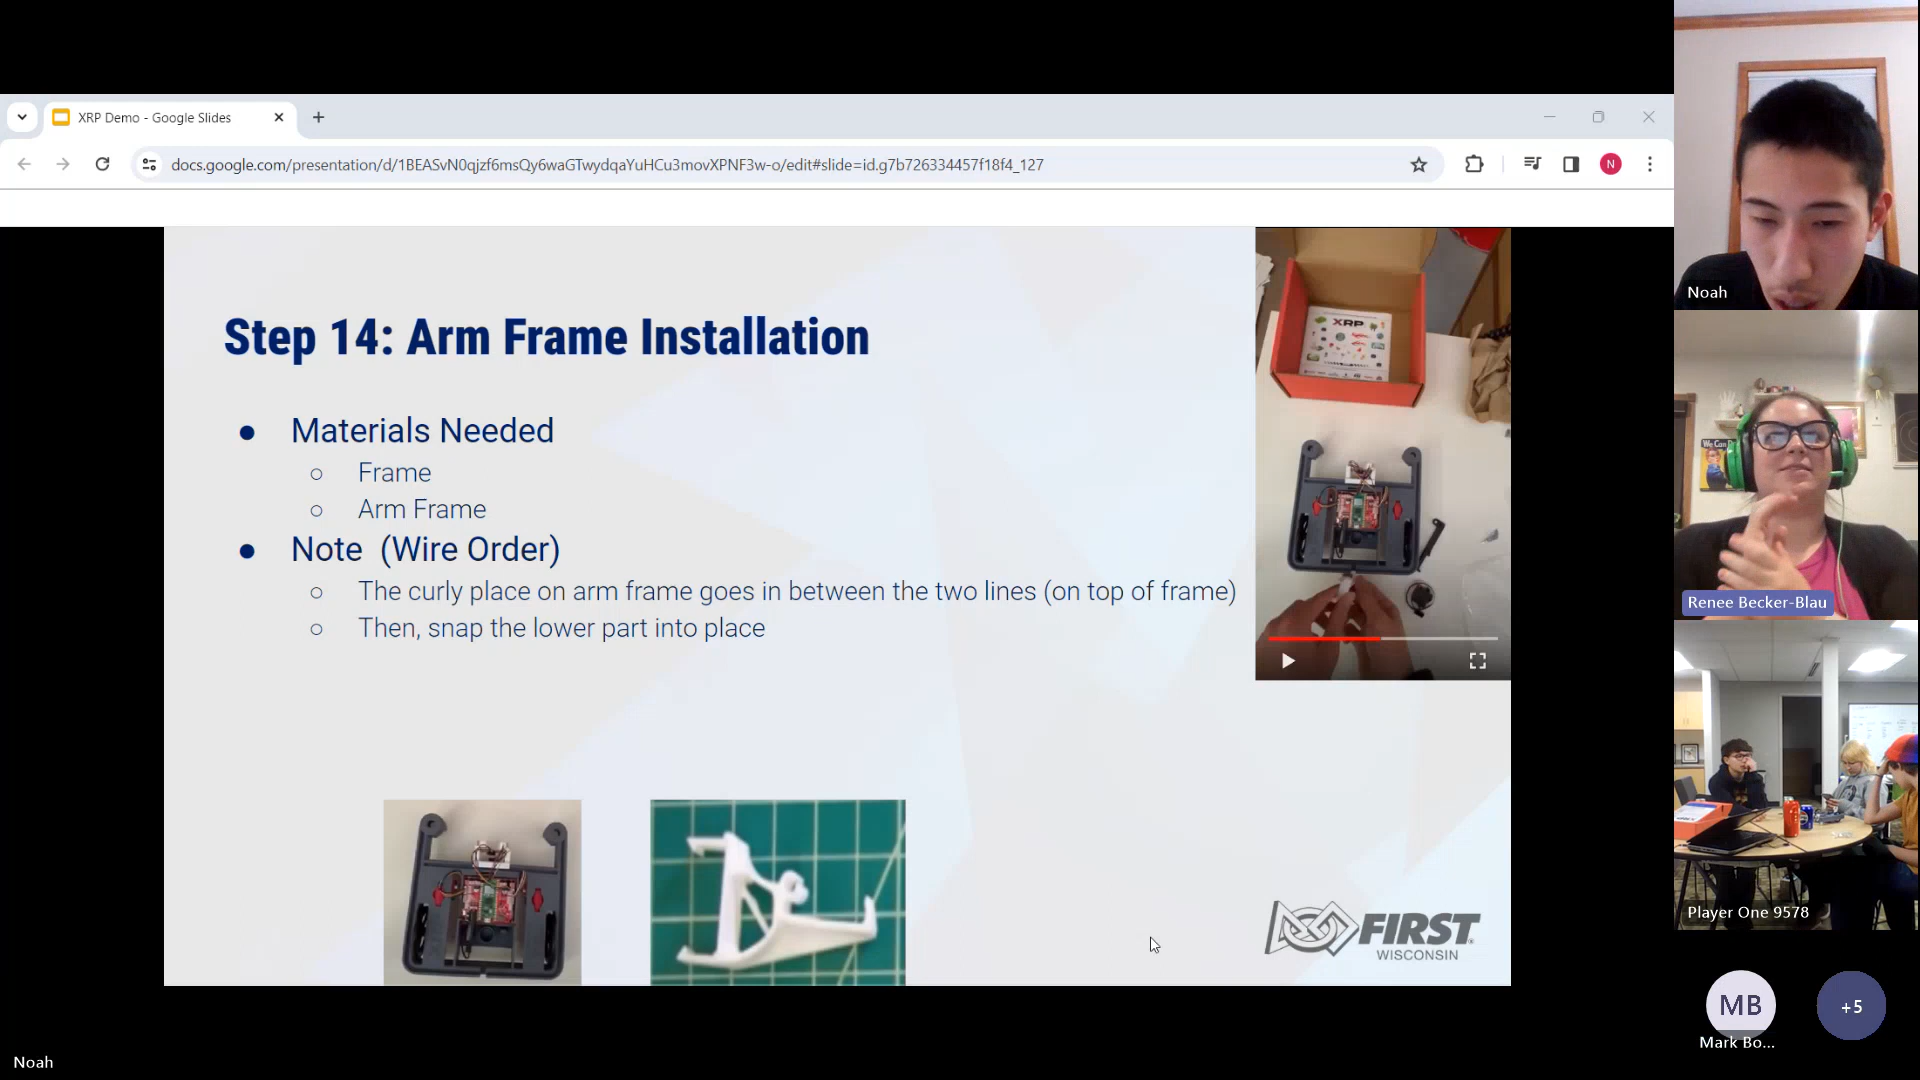 XRP Demo - Google Slides
docs.google.com/presentation/d/1BEASvN0qjzf6msQy6waGTwydqaYuHCu3movXPNF3w-o/edit#slide=id.g7b726334457f18f4_127
N
Step 14: Arm Frame Installation
Materials Needed
Frame
Arm Frame
Note (Wire Order)
The curly place on arm frame goes in between the two lines (on top of frame)
Then, snap the lower part into place
XRP
FIRST
WISCONSIN
Noah
We Can
Renee Becker-Blau
Player One 9578
MB
Mark Bo...
+5
Noah